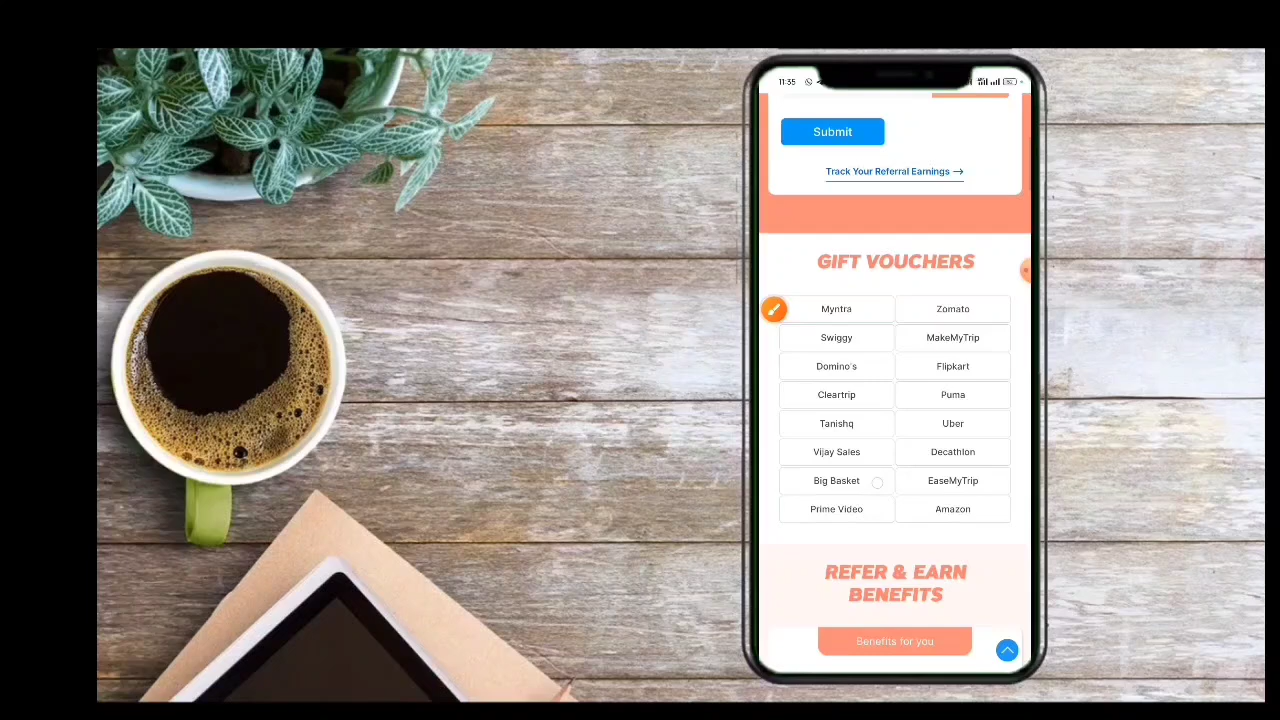 11:35
Submit
Track Your Referral Earnings →
GIFT VOUCHERS
Myntra Zomato
Swiggy MakeMyTrip
Domino's Flipkart
Cleartrip Puma
Tanishq Uber
Vijay Sales Decathlon
Big Basket EaseMyTrip
Prime Video Amazon
REFER & EARN
BENEFITS
Benefits for you